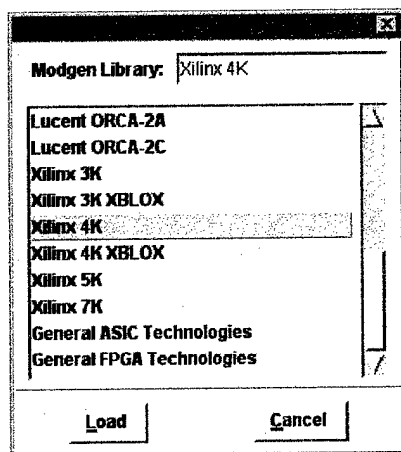 Modgen Library: Xilinx 4K
Lucent ORCA-2A
Lucent ORCA-2C
Xilinx 3K
Xilinx 3K XBLOX
Xilinx 4K
Xilinx 4K XBLOX
Xilinx 5K
Xilinx 7K
General ASIC Technologies
General FPGA Technologies
Load Cancel